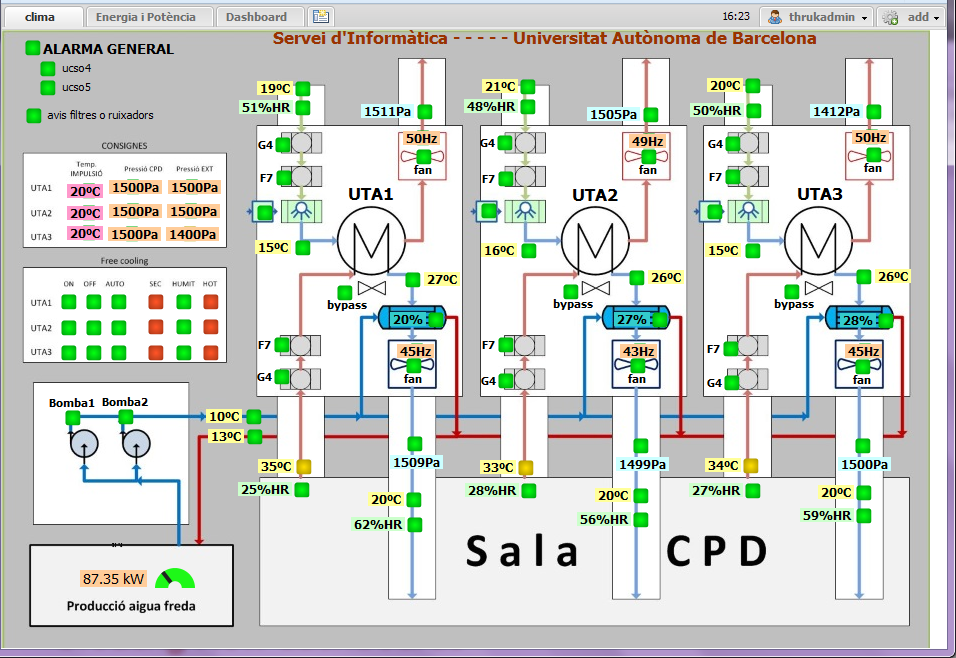 clima
Energia i Potència
Dashboard
16:23
thrukadmin
add
Servei d'Informàtica - - - - - Universitat Autònoma de Barcelona
ALARMA GENERAL
ucso4
ucso5
avis filtres o ruixadors
CONSIGNES
Temp. IMPULSIÓ Pressió CPD Pressió EXT
UTA1 20ºC 1500Pa 1500Pa
UTA2 20ºC 1500Pa 1500Pa
UTA3 20ºC 1500Pa 1400Pa
Free cooling
ON OFF AUTO SEC HUMIT HOT
UTA1
UTA2
UTA3
Bomba1 Bomba2
10ºC
13ºC
87.35 kW
Producció aigua freda
19ºC
51%HR
1511Pa
G4
50Hz
fan
F7
UTA1
15ºC
27ºC
bypass
20%
F7
45Hz
fan
G4
35ºC
25%HR
1509Pa
20ºC
62%HR
21ºC
48%HR
1505Pa
G4
49Hz
fan
F7
UTA2
16ºC
26ºC
bypass
27%
F7
43Hz
fan
G4
33ºC
28%HR
1499Pa
20ºC
56%HR
20ºC
50%HR
1412Pa
G4
50Hz
fan
F7
UTA3
15ºC
26ºC
bypass
28%
F7
45Hz
fan
G4
34ºC
27%HR
1500Pa
20ºC
59%HR
Sala CPD